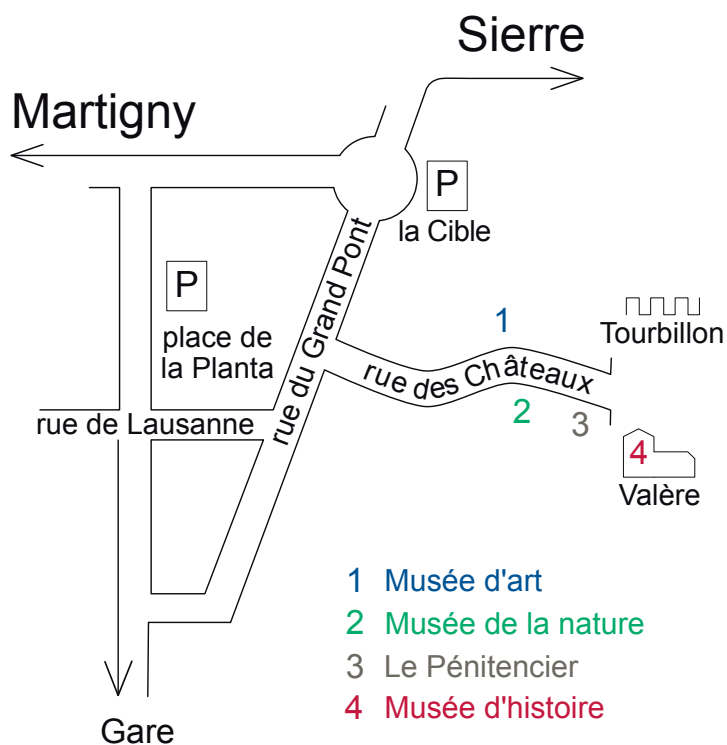 Sierre
Martigny
P
la Cible
P
place de
la Planta
rue du Grand Pont
Tourbillon
1
rue des Châteaux
2
3
rue de Lausanne
4
Valère
1 Musée d'art
2 Musée de la nature
3 Le Pénitencier
4 Musée d'histoire
Gare